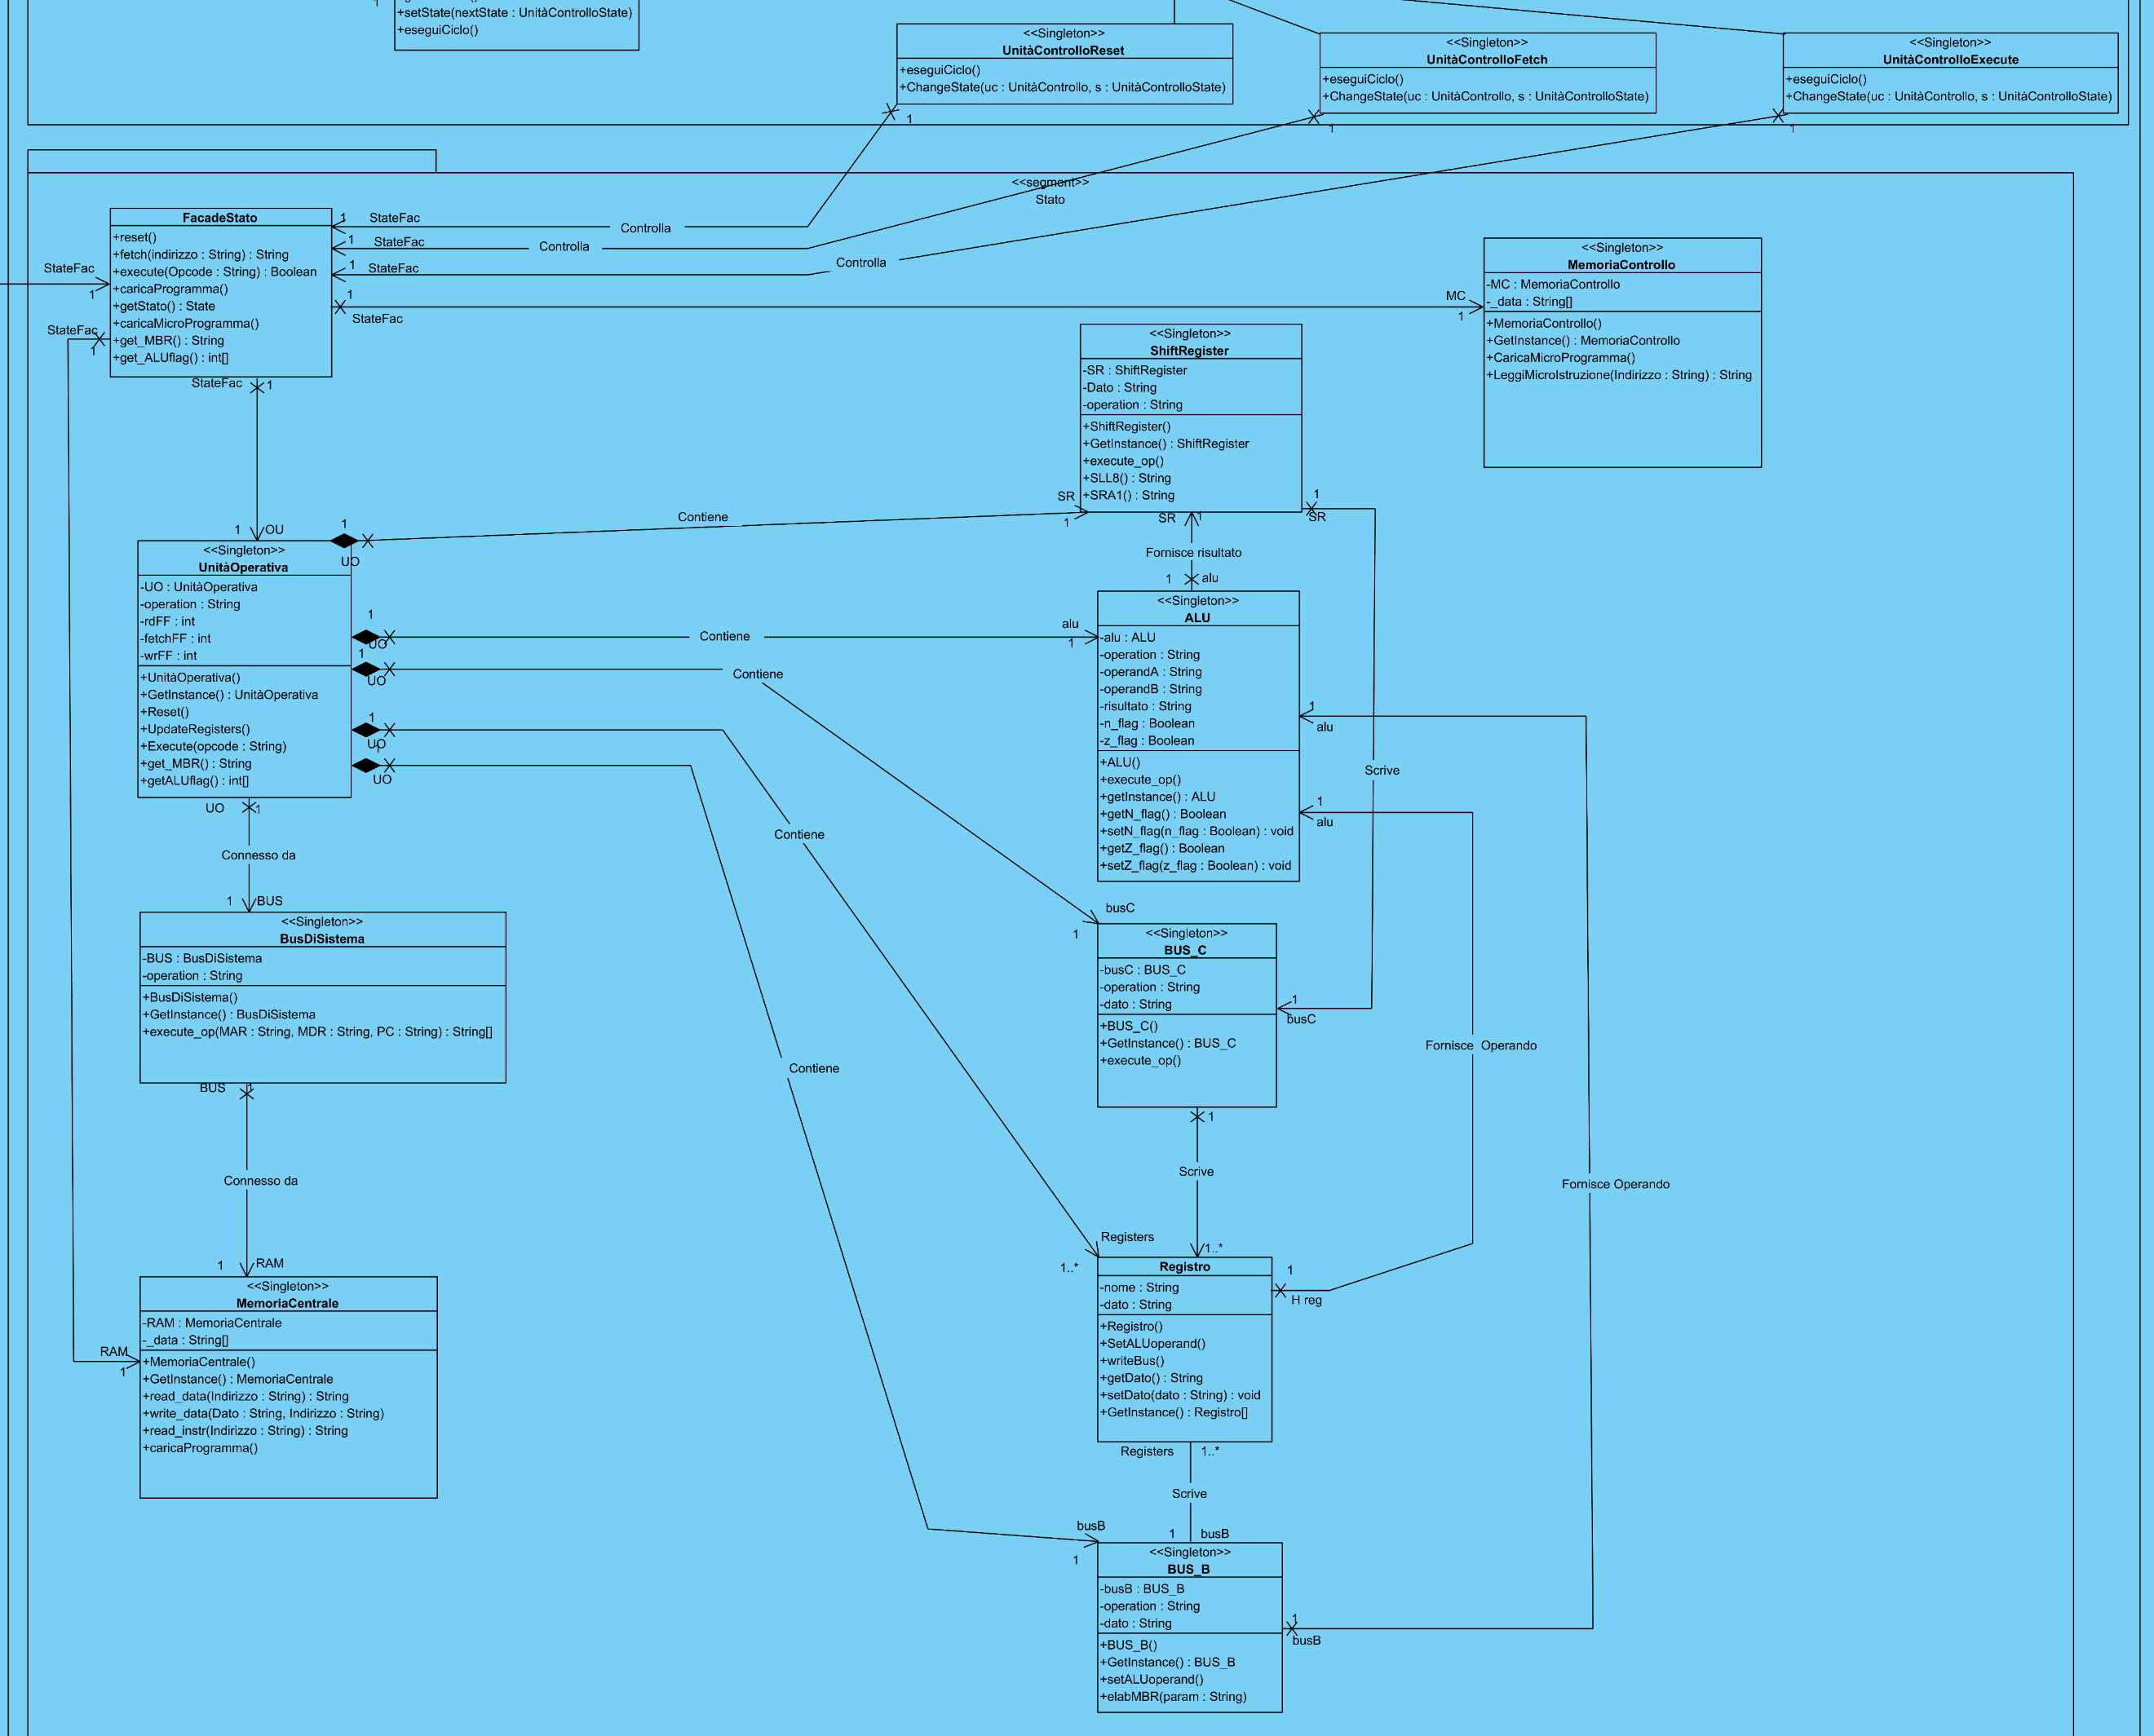 1
+setState(nextState : UnitàControlloState)
+eseguiCiclo()
<<Singleton>>
UnitàControlloReset
+eseguiCiclo()
+ChangeState(uc : UnitàControllo, s : UnitàControlloState)
1
<<Singleton>>
UnitàControlloFetch
+eseguiCiclo()
+ChangeState(uc : UnitàControllo, s : UnitàControlloState)
1
<<Singleton>>
UnitàControlloExecute
+eseguiCiclo()
+ChangeState(uc : UnitàControllo, s : UnitàControlloState)
1
<<segment>>
Stato
FacadeStato
+reset()
+fetch(indirizzo : String) : String
+execute(Opcode : String) : Boolean
+caricaProgramma()
+getStato() : State
+caricaMicroProgramma()
+get_MBR() : String
+get_ALUflag() : int[]
StateFac
1
StateFac
1
1
StateFac
Controlla
1
StateFac
Controlla
1
StateFac
Controlla
1
StateFac
MC
1
StateFac
1
<<Singleton>>
MemoriaControllo
-MC : MemoriaControllo
-_data : String[]
+MemoriaControllo()
+GetInstance() : MemoriaControllo
+CaricaMicroProgramma()
+LeggiMicroIstruzione(Indirizzo : String) : String
<<Singleton>>
ShiftRegister
-SR : ShiftRegister
-Dato : String
-operation : String
+ShiftRegister()
+GetInstance() : ShiftRegister
+execute_op()
+SLL8() : String
+SRA1() : String
1
OU
1
UO
Contiene
SR
1
SR
1
1
SR
Fornisce risultato
1
alu
<<Singleton>>
UnitàOperativa
-UO : UnitàOperativa
-operation : String
-rdFF : int
-fetchFF : int
-wrFF : int
+UnitàOperativa()
+GetInstance() : UnitàOperativa
+Reset()
+UpdateRegisters()
+Execute(opcode : String)
+get_MBR() : String
+getALUflag() : int[]
1
UO
Contiene
alu
1
1
UO
Contiene
1
UO
Contiene
1
UO
Contiene
<<Singleton>>
ALU
-alu : ALU
-operation : String
-operandA : String
-operandB : String
-risultato : String
-n_flag : Boolean
-z_flag : Boolean
+ALU()
+execute_op()
+getInstance() : ALU
+getN_flag() : Boolean
+setN_flag(n_flag : Boolean) : void
+getZ_flag() : Boolean
+setZ_flag(z_flag : Boolean) : void
1
alu
Scrive
1
alu
UO
1
Connesso da
1
BUS
<<Singleton>>
BusDiSistema
-BUS : BusDiSistema
-operation : String
+BusDiSistema()
+GetInstance() : BusDiSistema
+execute_op(MAR : String, MDR : String, PC : String) : String[]
BUS
1
Connesso da
1
RAM
busC
1
<<Singleton>>
BUS_C
-busC : BUS_C
-operation : String
-dato : String
+BUS_C()
+GetInstance() : BUS_C
+execute_op()
1
busC
Fornisce Operando
1
Scrive
Fornisce Operando
Registers
1..*
1..*
<<Singleton>>
MemoriaCentrale
-RAM : MemoriaCentrale
-_data : String[]
+MemoriaCentrale()
+GetInstance() : MemoriaCentrale
+read_data(Indirizzo : String) : String
+write_data(Dato : String, Indirizzo : String)
+read_instr(Indirizzo : String) : String
+caricaProgramma()
RAM
1
Registro
-nome : String
-dato : String
+Registro()
+SetALUoperand()
+writeBus()
+getDato() : String
+setDato(dato : String) : void
+GetInstance() : Registro[]
1
H reg
Registers
1..*
Scrive
1
busB
busB
1
<<Singleton>>
BUS_B
-busB : BUS_B
-operation : String
-dato : String
+BUS_B()
+GetInstance() : BUS_B
+setALUoperand()
+elabMBR(param : String)
1
busB